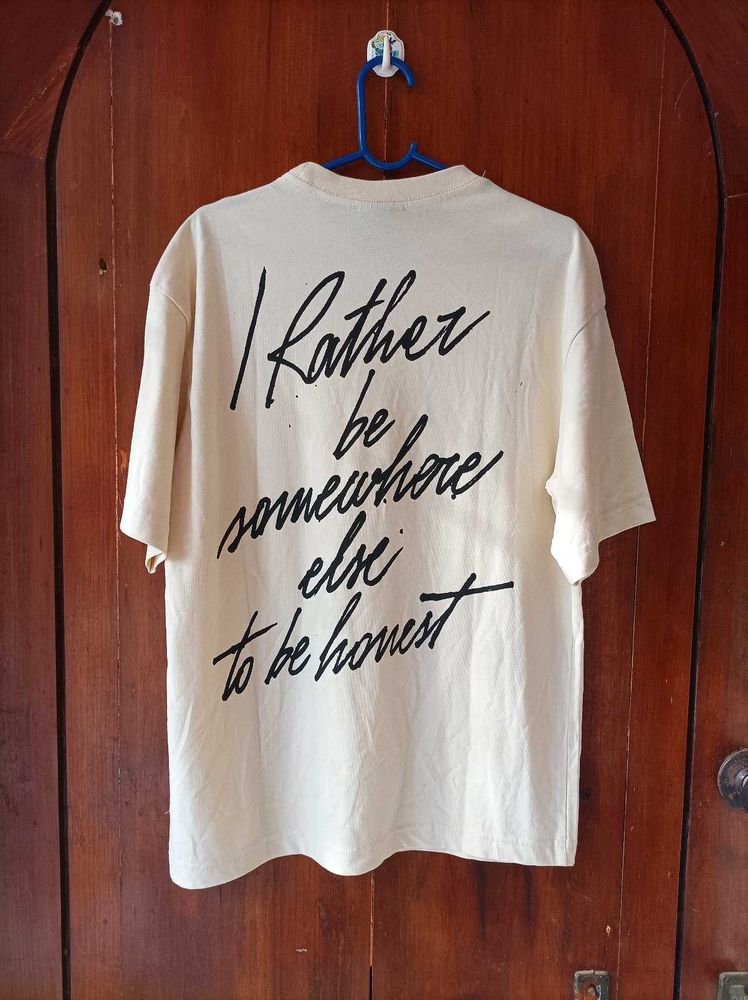 I Rather
be
somewhere
else
to be honest